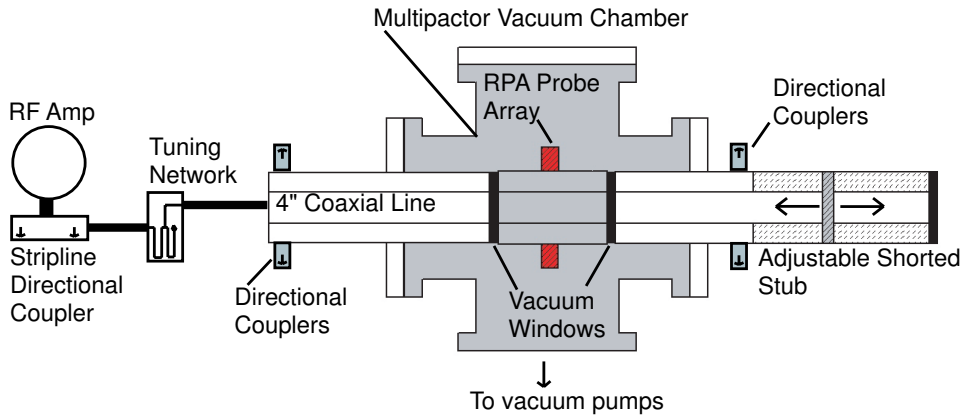 Multipactor Vacuum Chamber
RPA Probe
Array
Directional
Couplers
RF Amp
Tuning
Network
4" Coaxial Line
Stripline
Directional
Coupler
Directional
Couplers
Vacuum
Windows
Adjustable Shorted
Stub
To vacuum pumps